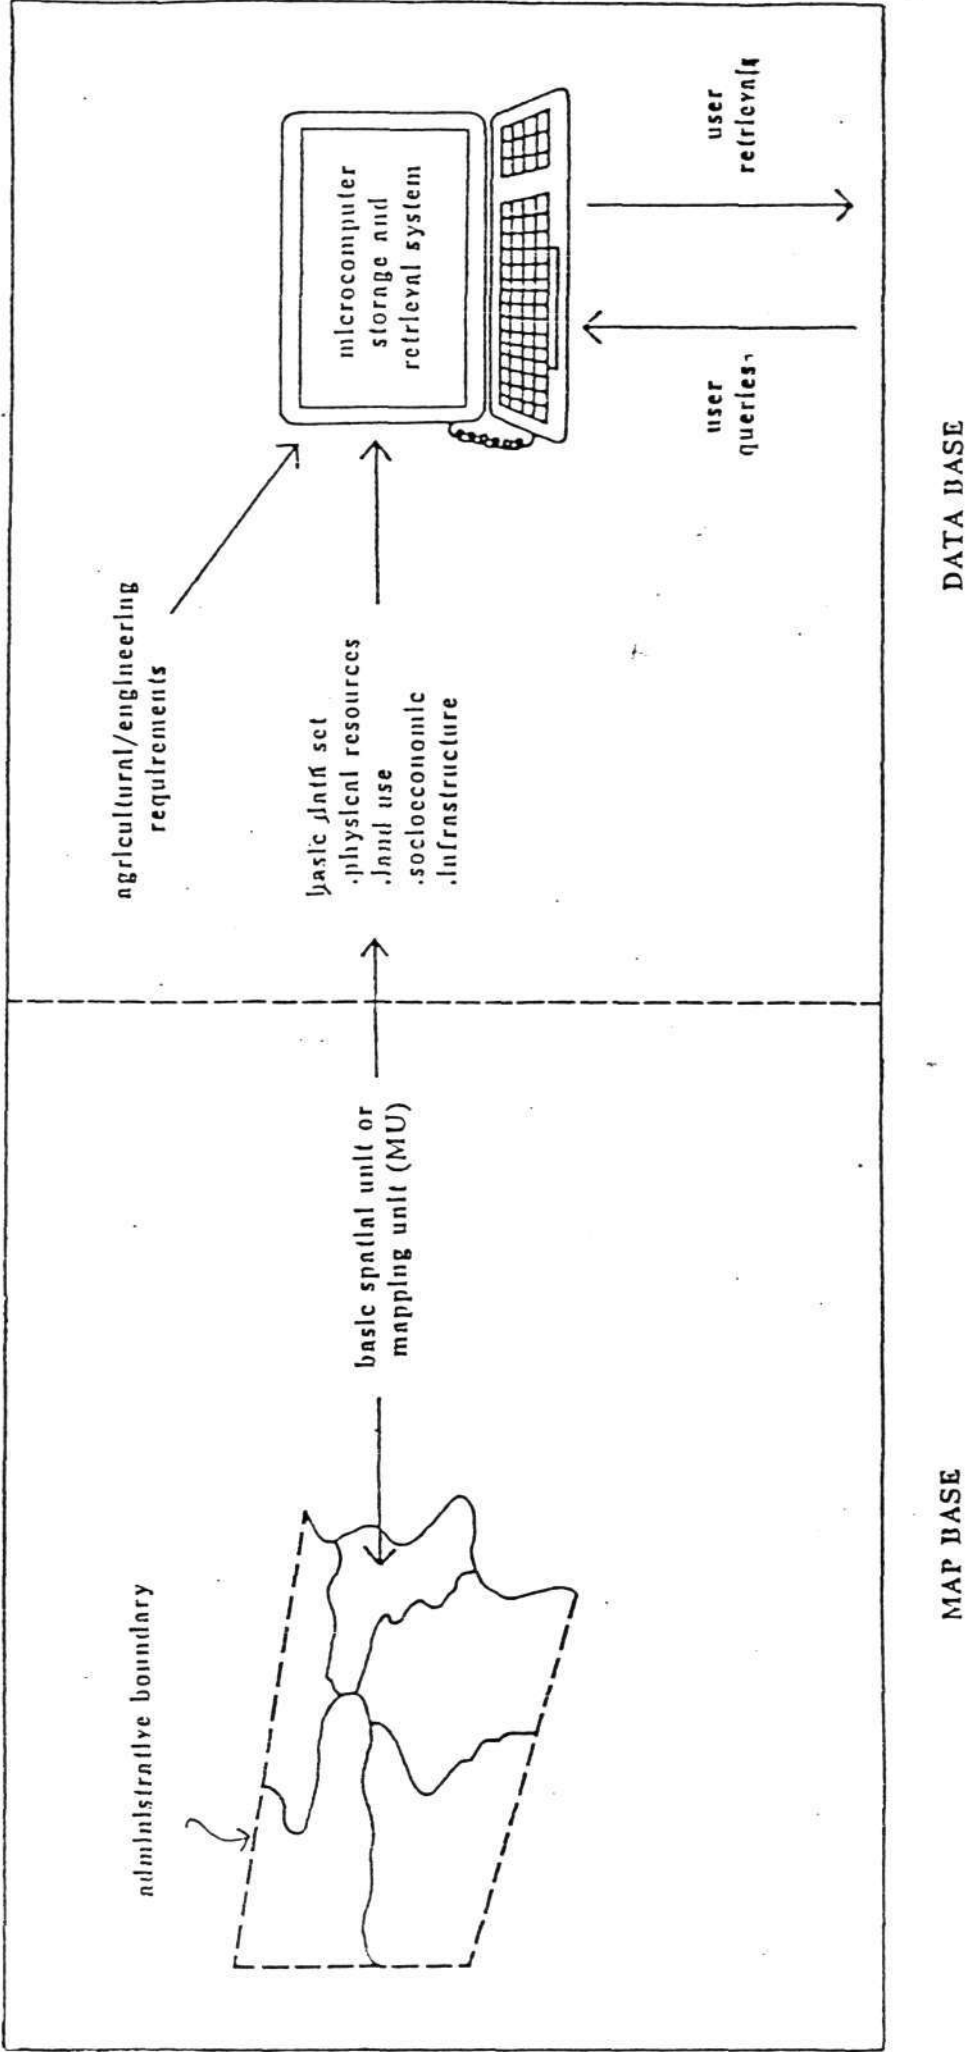 administrative boundary
basic spatial unit or
mapping unit (MU)
agricultural/engineering
requirements
basic data set
.physical resources
.land use
.socioeconomic
.infrastructure
microcomputer
storage and
retrieval system
user
queries
user
retrievals
MAP BASE
DATA BASE